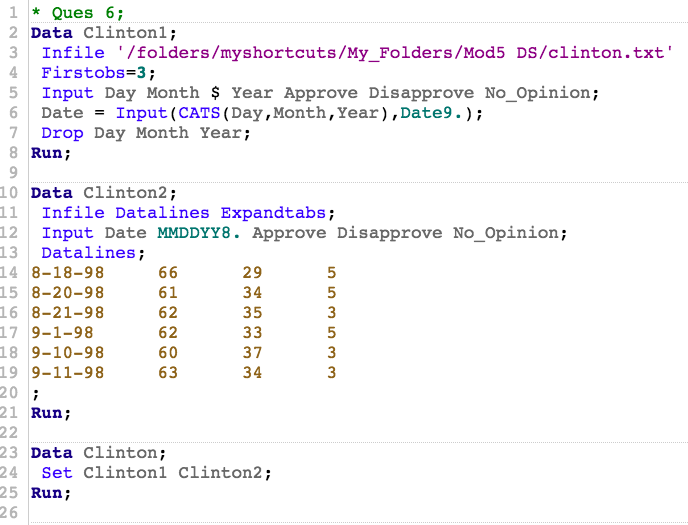 1 * Ques 6;
2 Data Clinton1;
3 Infile '/folders/myshortcuts/My_Folders/Mod5 DS/clinton.txt'
4 Firstobs=3;
5 Input Day Month $ Year Approve Disapprove No_Opinion;
6 Date = Input(CATS(Day,Month,Year),Date9.);
7 Drop Day Month Year;
8 Run;
9
10 Data Clinton2;
11 Infile Datalines Expandtabs;
12 Input Date MMDDYY8. Approve Disapprove No_Opinion;
13 Datalines;
14 8-18-98 66 29 5
15 8-20-98 61 34 5
16 8-21-98 62 35 3
17 9-1-98 62 33 5
18 9-10-98 60 37 3
19 9-11-98 63 34 3
20 ;
21 Run;
22
23 Data Clinton;
24 Set Clinton1 Clinton2;
25 Run;
26